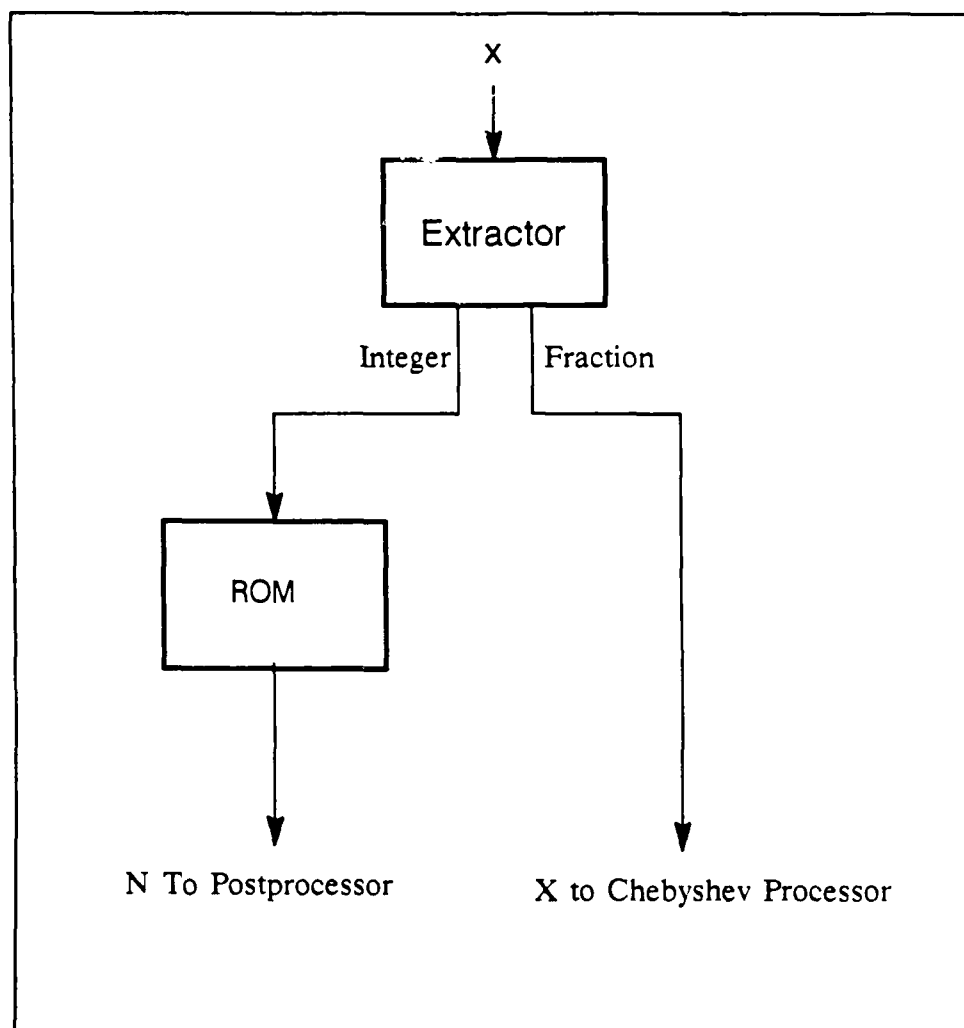 X
Extractor
Integer Fraction
ROM
N To Postprocessor
X to Chebyshev Processor